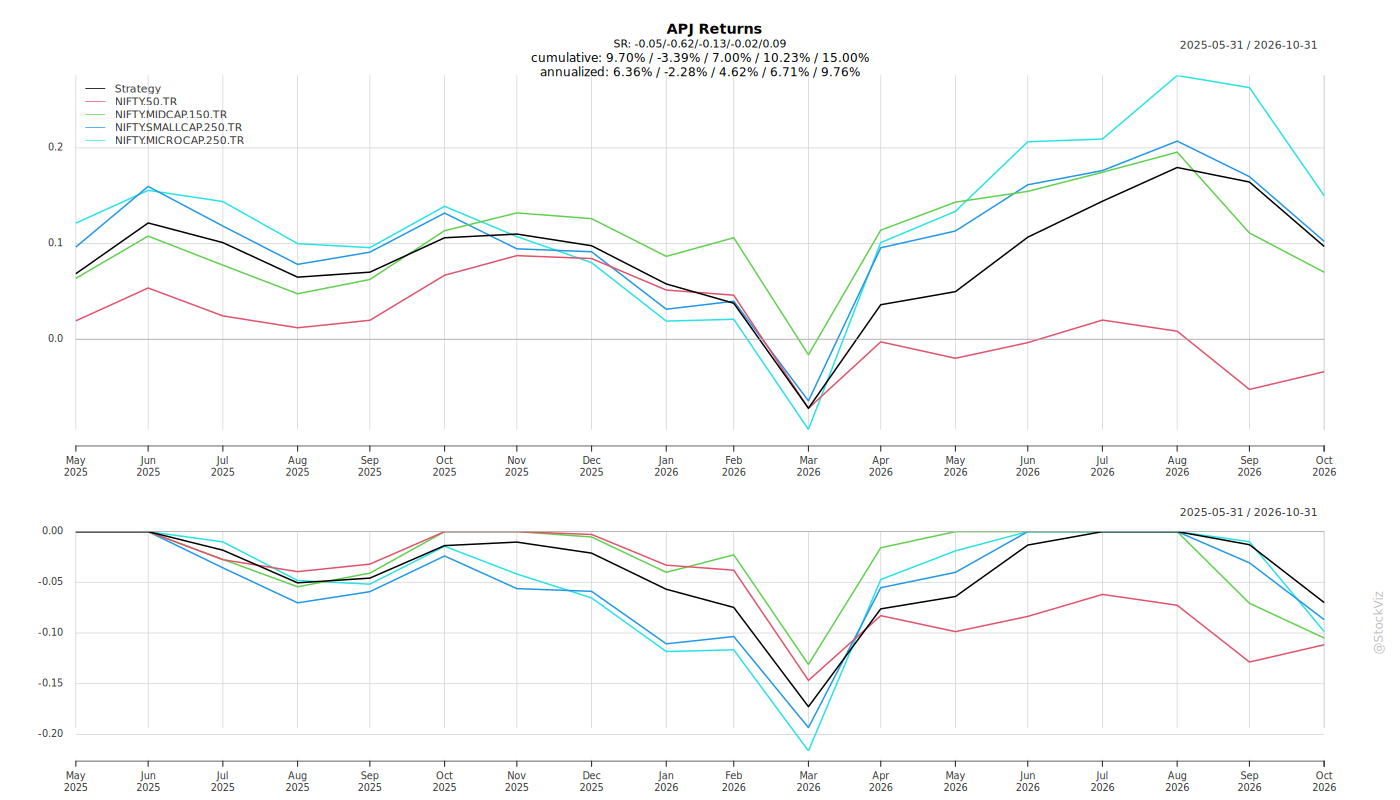 APJ Returns
SR: -0.05/-0.62/-0.13/-0.02/0.09
cumulative: 9.70% / -3.39% / 7.00% / 10.23% / 15.00%
annualized: 6.36% / -2.28% / 4.62% / 6.71% / 9.76%
2025-05-31 / 2026-10-31
Strategy
NIFTY.50.TR
NIFTY.MIDCAP.150.TR
NIFTY.SMALLCAP.250.TR
NIFTY.MICROCAP.250.TR
0.2
0.1
0.0
May Jun Jul Aug Sep Oct Nov Dec Jan Feb Mar Apr May Jun Jul Aug Sep Oct
2025 2025 2025 2025 2025 2025 2025 2025 2026 2026 2026 2026 2026 2026 2026 2026 2026 2026
2025-05-31 / 2026-10-31
0.00
-0.05
-0.10
-0.15
-0.20
May Jun Jul Aug Sep Oct Nov Dec Jan Feb Mar Apr May Jun Jul Aug Sep Oct
2025 2025 2025 2025 2025 2025 2025 2025 2026 2026 2026 2026 2026 2026 2026 2026 2026 2026
@StockViz